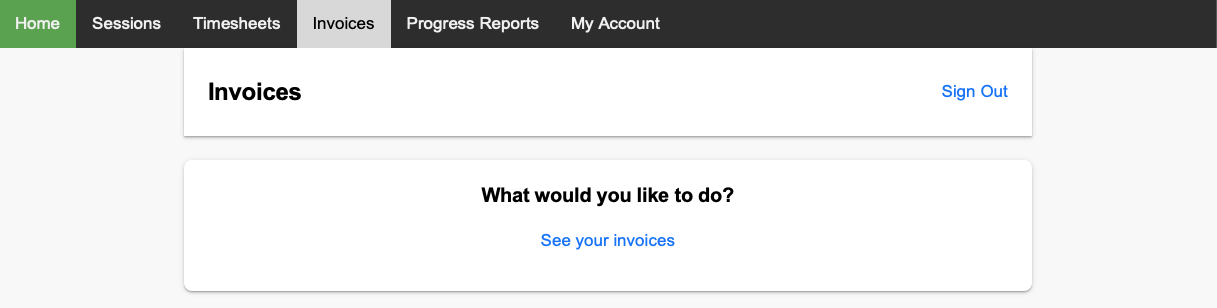 Home Sessions Timesheets Invoices Progress Reports My Account
Invoices Sign Out
What would you like to do?
See your invoices